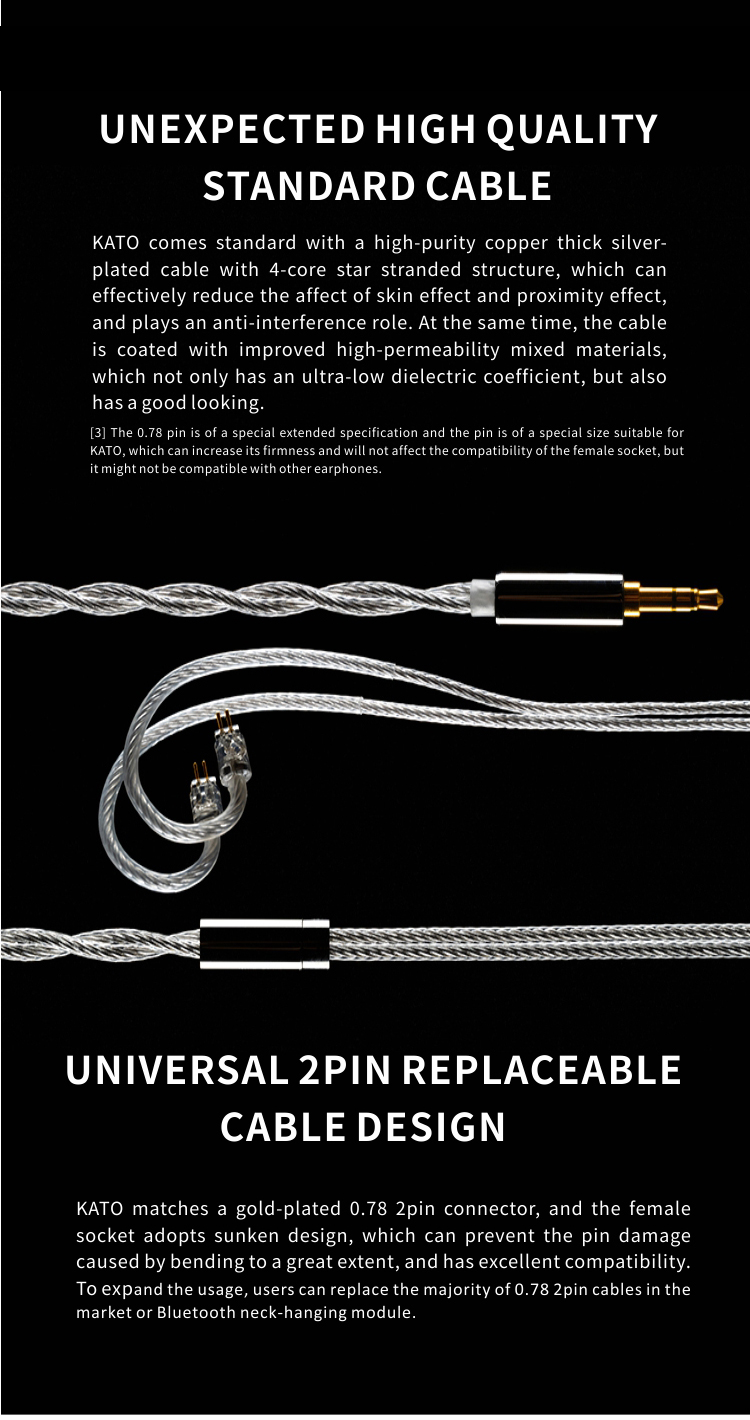 UNEXPECTED HIGH QUALITY
STANDARD CABLE
KATO comes standard with a high-purity copper thick silver-
plated cable with 4-core star stranded structure, which can
effectively reduce the affect of skin effect and proximity effect,
and plays an anti-interference role. At the same time, the cable
is coated with improved high-permeability mixed materials,
which not only has an ultra-low dielectric coefficient, but also
has a good looking.
[3] The 0.78 pin is of a special extended specification and the pin is of a special size suitable for
KATO, which can increase its firmness and will not affect the compatibility of the female socket, but
it might not be compatible with other earphones.
UNIVERSAL 2PIN REPLACEABLE
CABLE DESIGN
KATO matches a gold-plated 0.78 2pin connector, and the female
socket adopts sunken design, which can prevent the pin damage
caused by bending to a great extent, and has excellent compatibility.
To expand the usage, users can replace the majority of 0.78 2pin cables in the
market or Bluetooth neck-hanging module.